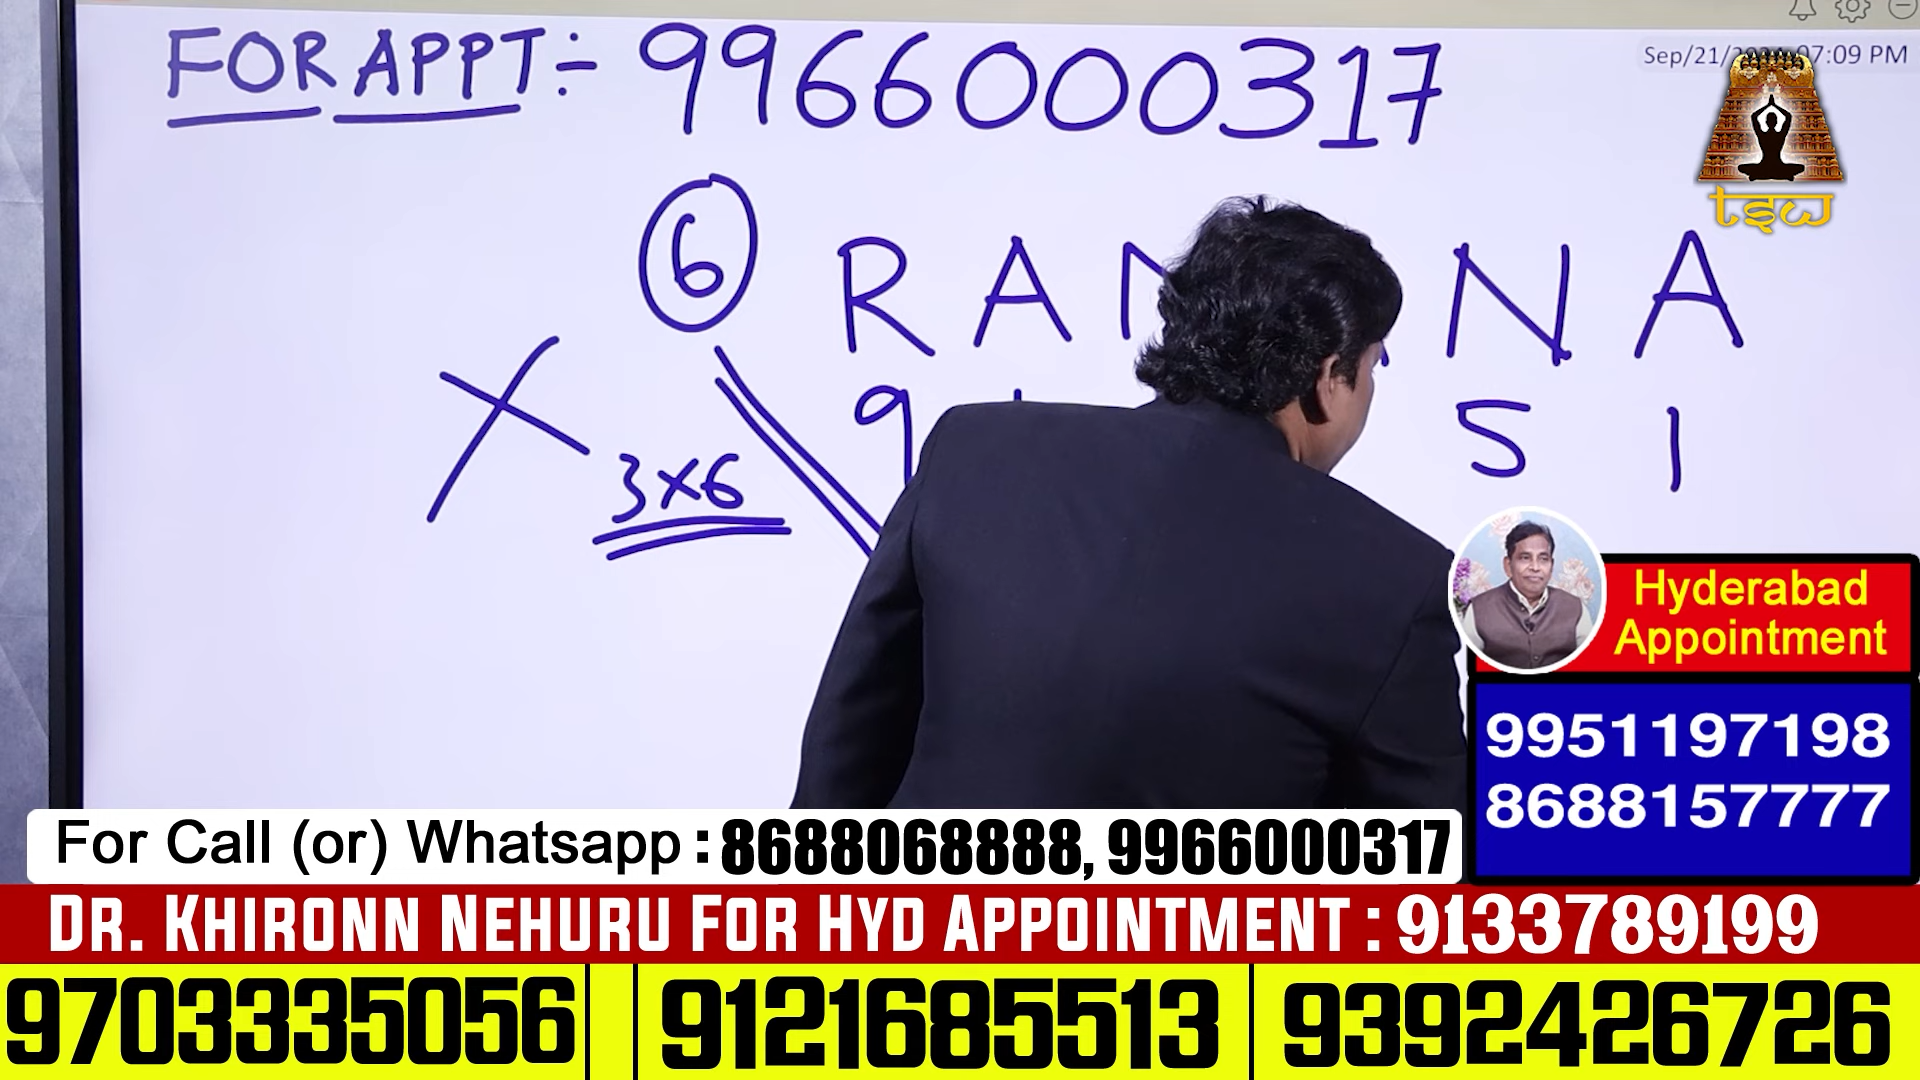 FOR APPT:- 9966000317
Sep/21/ 07:09 PM
tsw
6 R A N A
9 5 1
X 3x6
Hyderabad
Appointment
9951197198
8688157777
For Call (or) Whatsapp : 8688068888, 9966000317
DR. KHIRONN NEHURU FOR HYD APPOINTMENT : 9133789199
9703335056 9121685513 9392426726